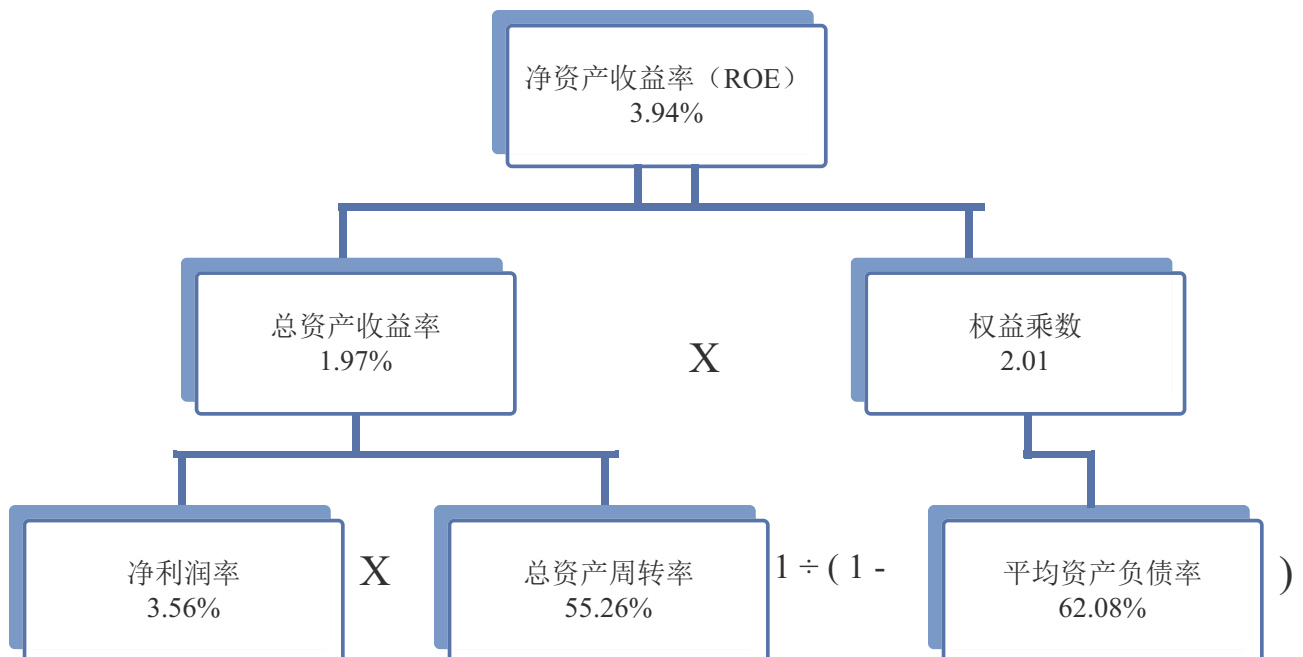 净资产收益率（ROE）
3.94%
总资产收益率
1.97%
X
权益乘数
2.01
净利润率
3.56%
X
总资产周转率
55.26%
1 ÷ ( 1 -
平均资产负债率
62.08%
)